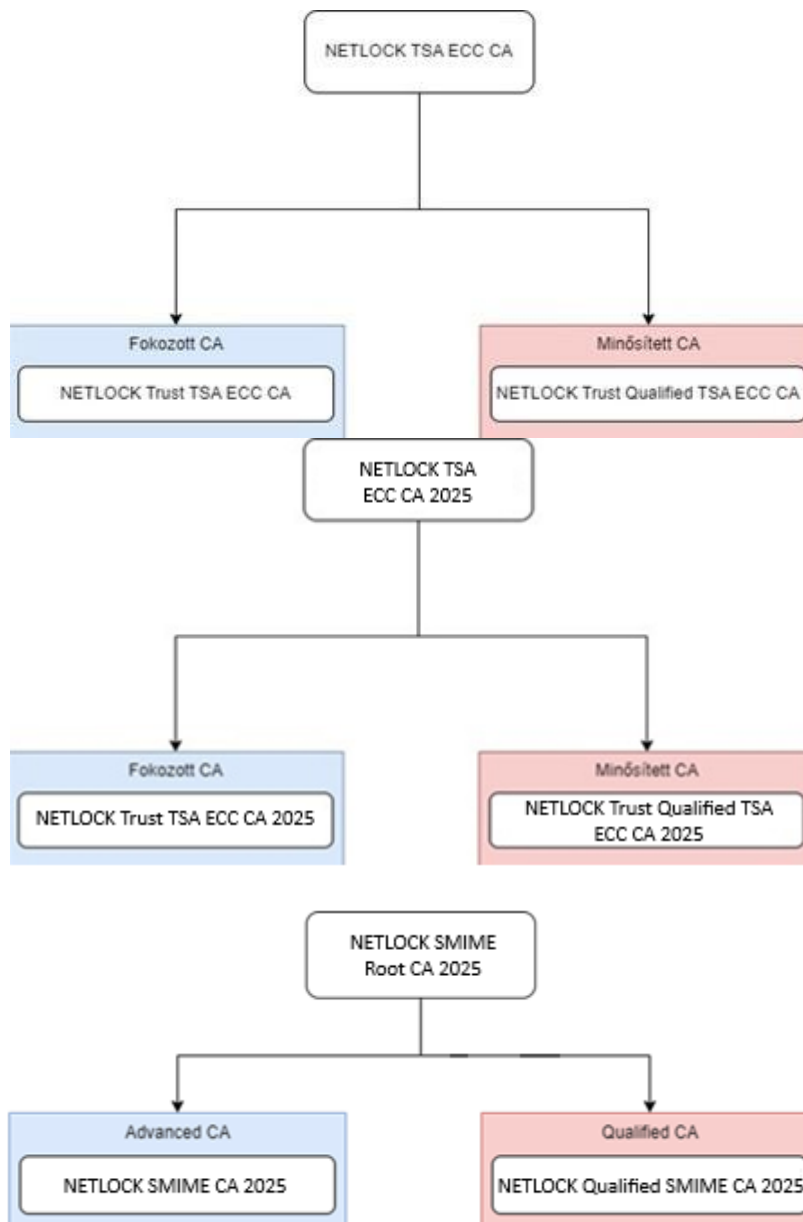 NETLOCK TSA ECC CA
Fokozott CA
Minősített CA
NETLOCK Trust TSA ECC CA
NETLOCK Trust Qualified TSA ECC CA
NETLOCK TSA
ECC CA 2025
Fokozott CA
Minősített CA
NETLOCK Trust TSA ECC CA 2025
NETLOCK Trust Qualified TSA
ECC CA 2025
NETLOCK SMIME
Root CA 2025
Advanced CA
Qualified CA
NETLOCK SMIME CA 2025
NETLOCK Qualified SMIME CA 2025